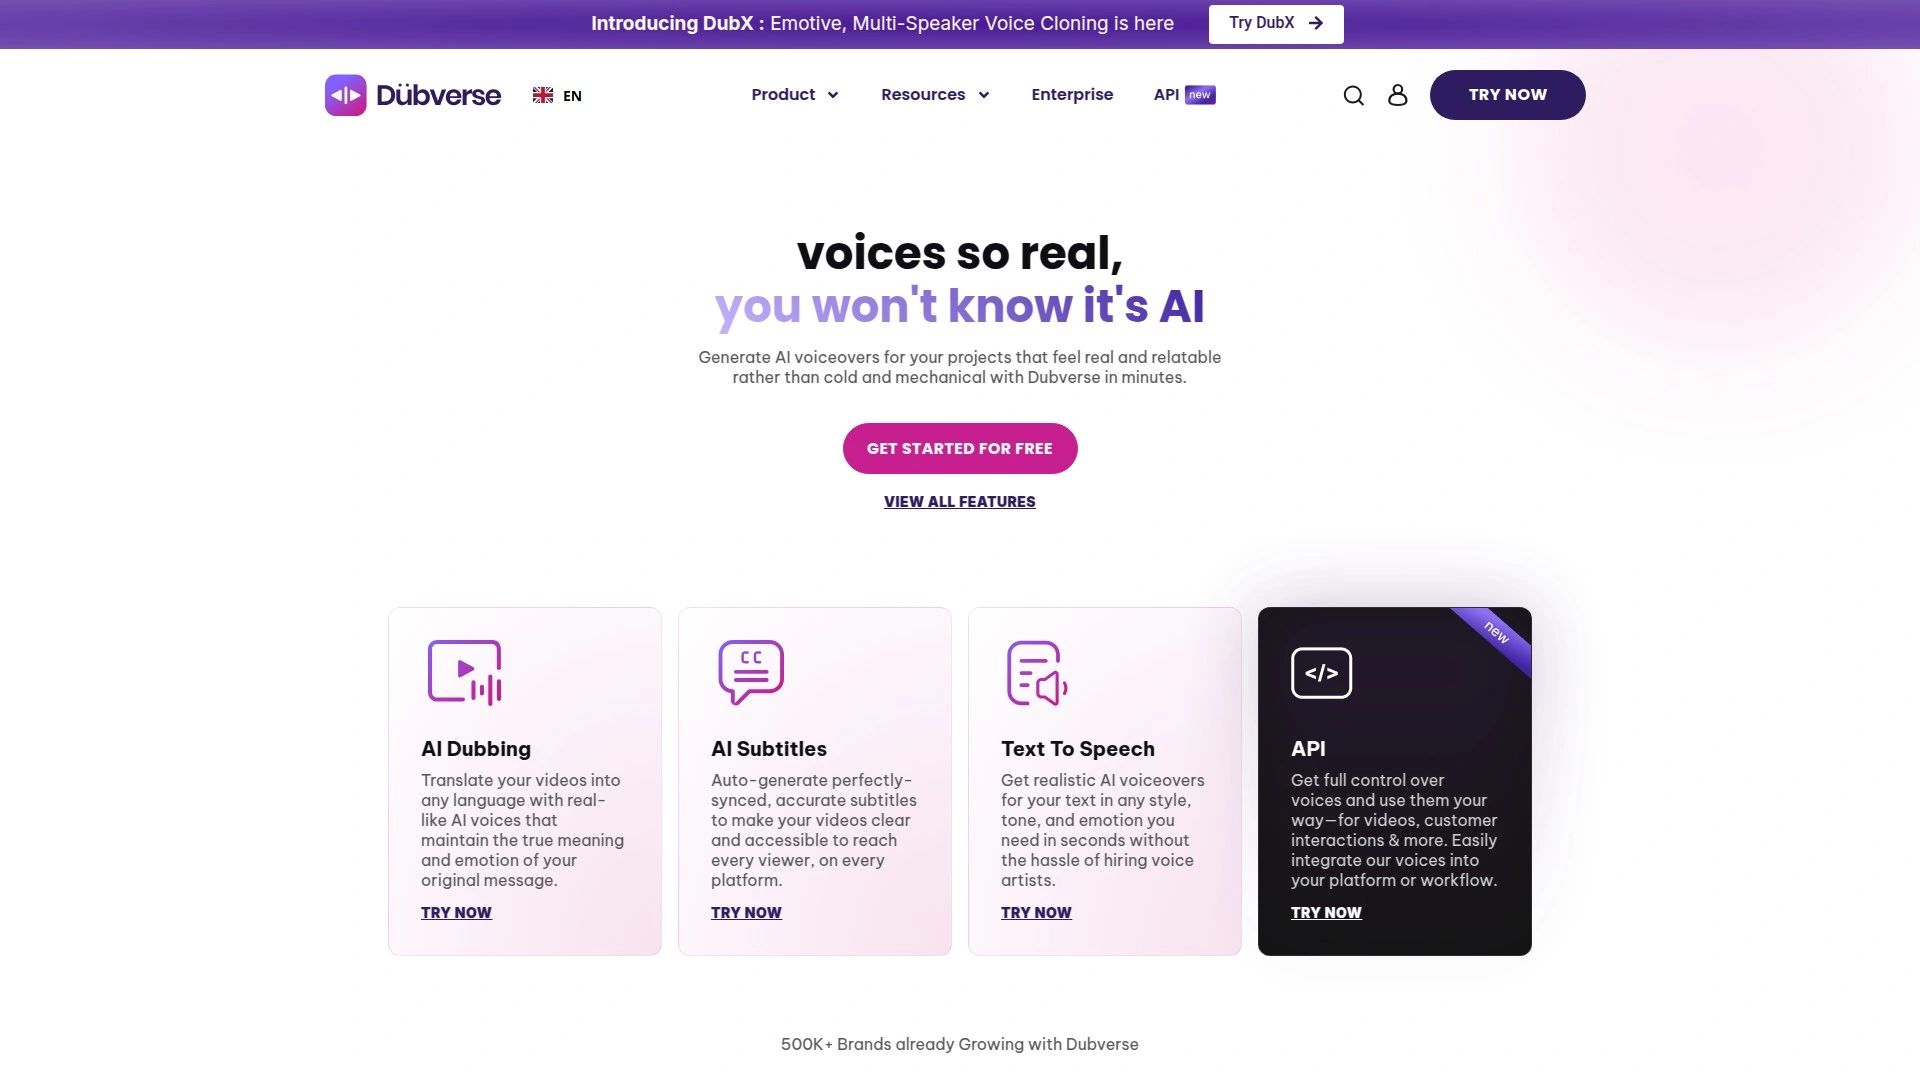 Introducing DubX : Emotive, Multi-Speaker Voice Cloning is here
Try DubX
Dübverse
EN
Product
Resources
Enterprise
API new
TRY NOW
voices so real,
you won't know it's AI
Generate AI voiceovers for your projects that feel real and relatable
rather than cold and mechanical with Dubverse in minutes.
GET STARTED FOR FREE
VIEW ALL FEATURES
CC
AI Dubbing
Translate your videos into
any language with real-
like AI voices that
maintain the true meaning
and emotion of your
original message.
TRY NOW
AI Subtitles
Auto-generate perfectly-
synced, accurate subtitles
to make your videos clear
and accessible to reach
every viewer, on every
platform.
TRY NOW
Text To Speech
Get realistic AI voiceovers
for your text in any style,
tone, and emotion you
need in seconds without
the hassle of hiring voice
artists.
TRY NOW
new
</>
API
Get full control over
voices and use them your
way—for videos, customer
interactions & more. Easily
integrate our voices into
your platform or workflow.
TRY NOW
500K+ Brands already Growing with Dubverse